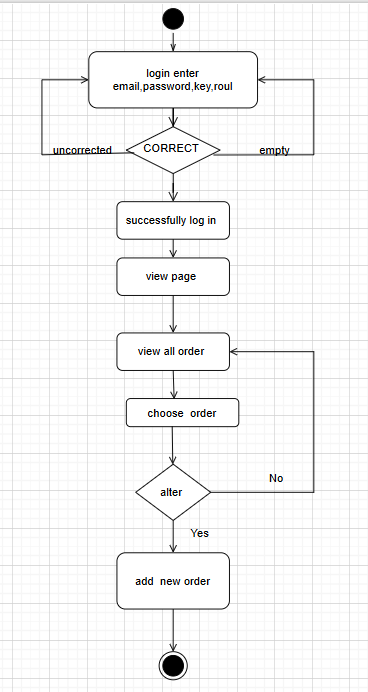 login enter
email,password,key,roul
uncorrected
CORRECT
empty
successfully log in
view page
view all order
choose order
alter
No
Yes
add new order